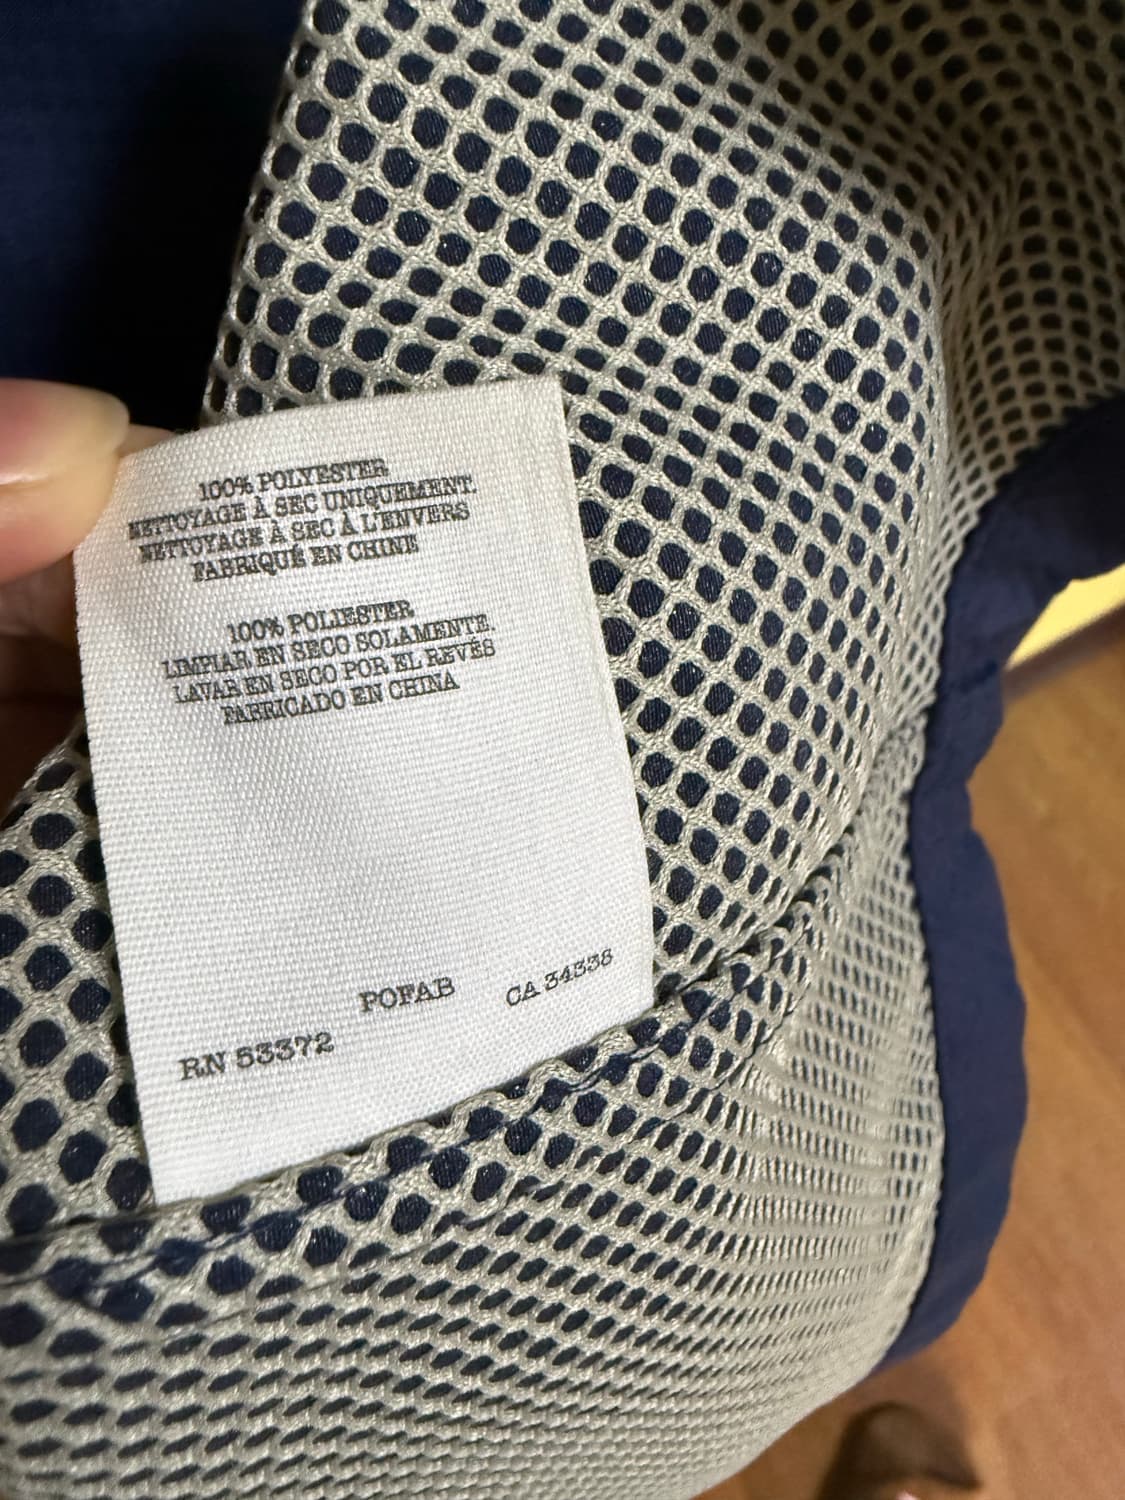 100% POLYESTER
NETTOYAGE À SEC UNIQUEMENT.
NETTOYAGE À SEC À L'ENVERS
FABRIQUÉ EN CHINE
100% POLIESTER
LIMPIAR EN SECO SOLAMENTE.
LAVAR EN SECO POR EL REVÉS
FABRICADO EN CHINA
RN 53372 POFAB CA 34338